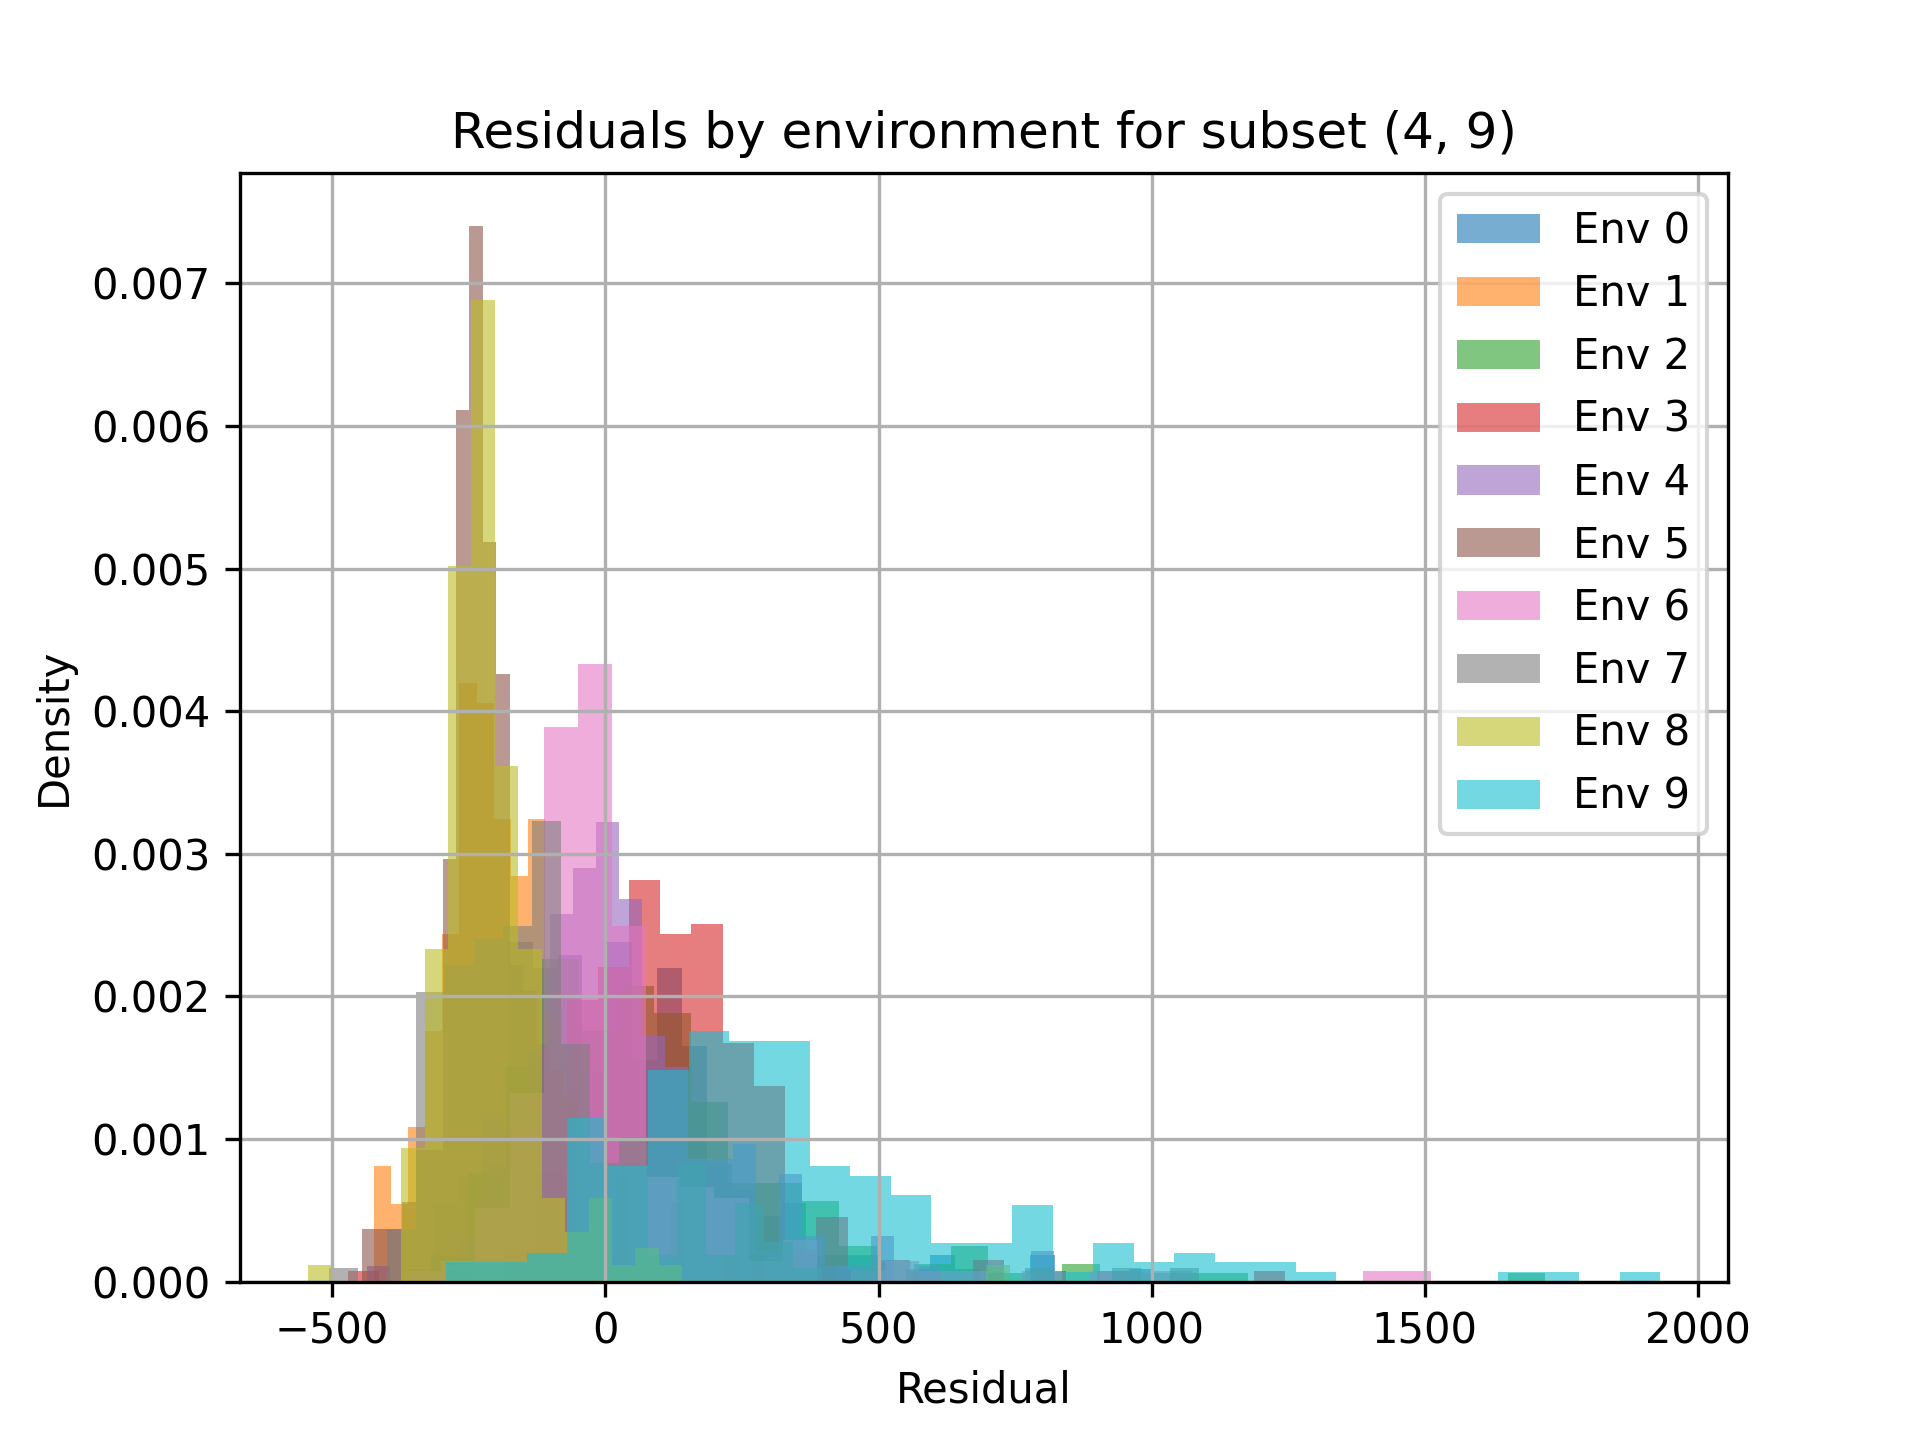 Residuals by environment for subset (4, 9)
Env 0
Env 1
Env 2
Env 3
Env 4
Env 5
Env 6
Env 7
Env 8
Env 9
Density
0.007
0.006
0.005
0.004
0.003
0.002
0.001
0.000
−500
0
500
1000
1500
2000
Residual